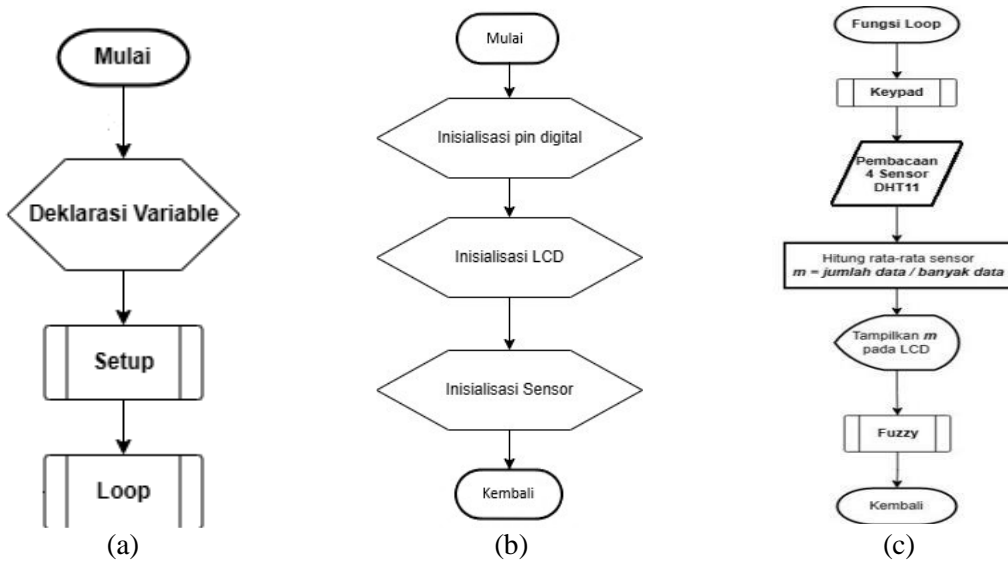 Mulai
Deklarasi Variable
Setup
Loop
(a)
Mulai
Inisialisasi pin digital
Inisialisasi LCD
Inisialisasi Sensor
Kembali
(b)
Fungsi Loop
Keypad
Pembacaan
4 Sensor
DHT11
Hitung rata-rata sensor
m = jumlah data / banyak data
Tampilkan m
pada LCD
Fuzzy
Kembali
(c)